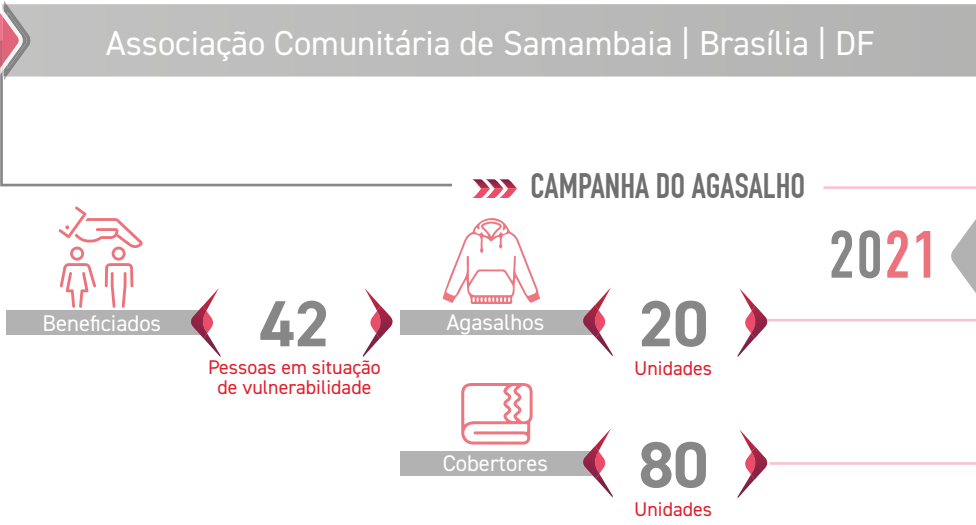 Associação Comunitária de Samambaia | Brasília | DF
CAMPANHA DO AGASALHO
2021
Beneficiados
42
Pessoas em situação
de vulnerabilidade
Agasalhos
20
Unidades
Cobertores
80
Unidades